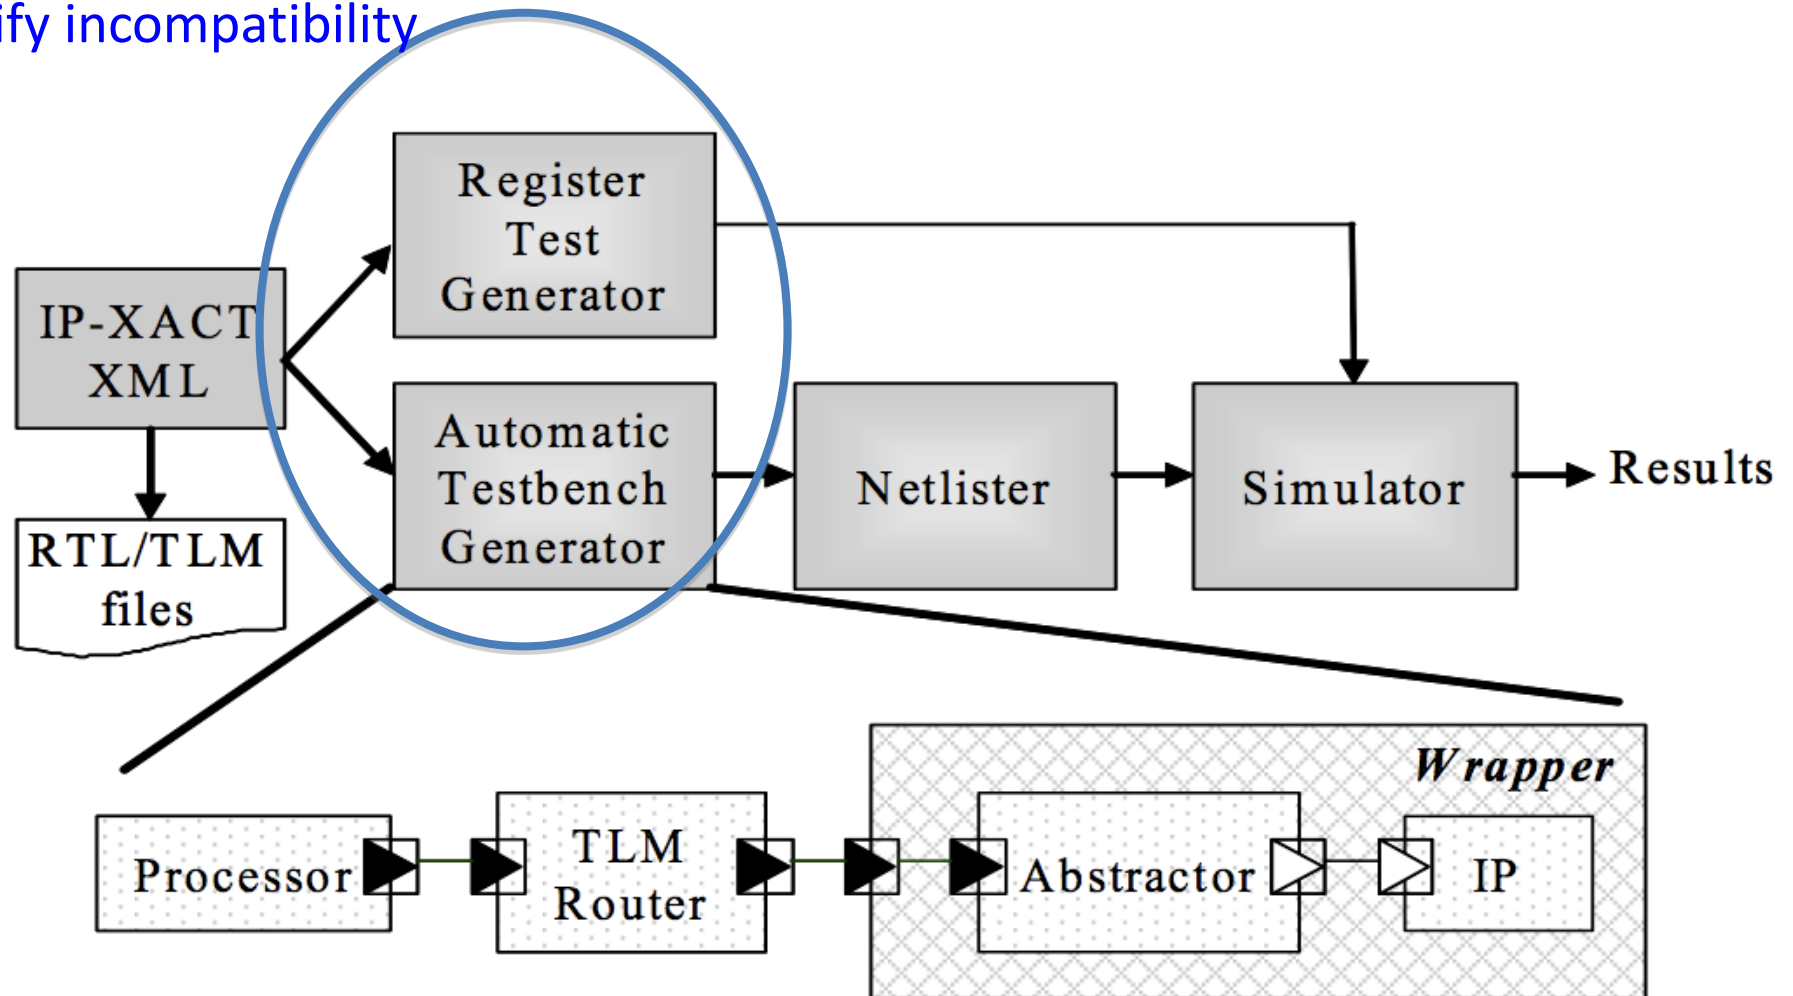 ify incompatibility
Register
Test
Generator
IP-XACT
XML
Automatic
Testbench
Generator
Netlister
Simulator
Results
RTL/TLM
files
Wrapper
Processor
TLM
Router
Abstractor
IP